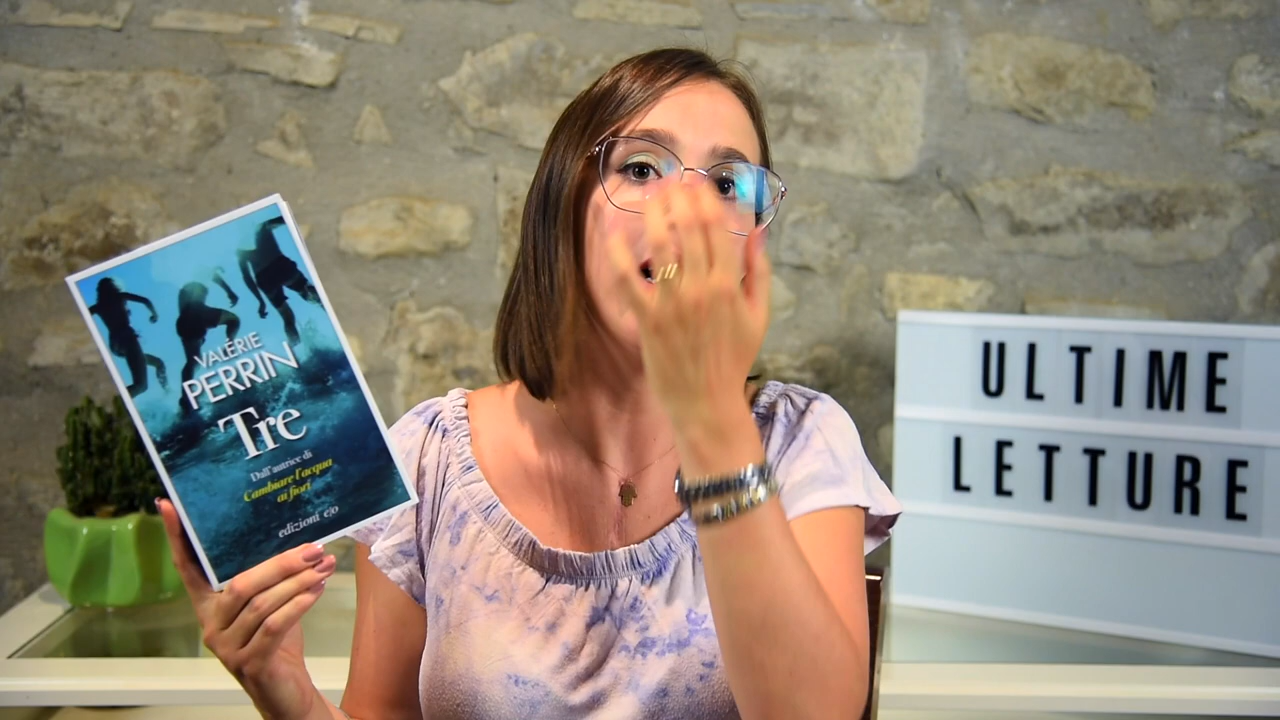 VALÉRIE
PERRIN
Tre
Dall'autrice di
Cambiare l'acqua
ai fiori
edizioni e/o
ULTIME
LETTURE